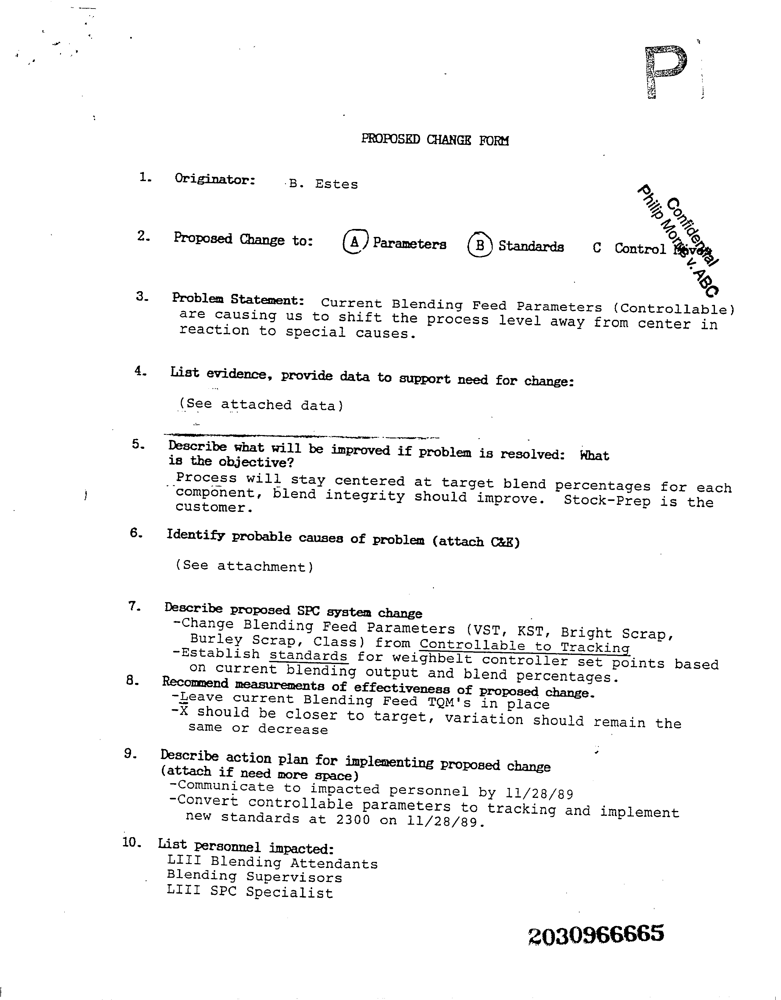 P
PROPOSED CHANGE FORM
1. Originator: B. Estes
Confidential
Philip Morris v. ABC
2. Proposed Change to: A Parameters B Standards C Control
3. Problem Statement: Current Blending Feed Parameters (Controllable)
are causing us to shift the process level away from center in
reaction to special causes.
4. List evidence, provide data to support need for change:
(See attached data)
5. Describe what will be improved if problem is resolved: What
is the objective?
Process will stay centered at target blend percentages for each
component, blend integrity should improve. Stock-Prep is the
customer.
6. Identify probable causes of problem (attach C&E)
(See attachment)
7. Describe proposed SPC system change
-Change Blending Feed Parameters (VST, KST, Bright Scrap,
Burley Scrap, Class) from Controllable to Tracking
-Establish standards for weighbelt controller set points based
on current blending output and blend percentages.
8. Recommend measurements of effectiveness of proposed change.
-Leave current Blending Feed TQM's in place
-X̄ should be closer to target, variation should remain the
same or decrease
9. Describe action plan for implementing proposed change
(attach if need more space)
-Communicate to impacted personnel by 11/28/89
-Convert controllable parameters to tracking and implement
new standards at 2300 on 11/28/89.
10. List personnel impacted:
LIII Blending Attendants
Blending Supervisors
LIII SPC Specialist
2030966665